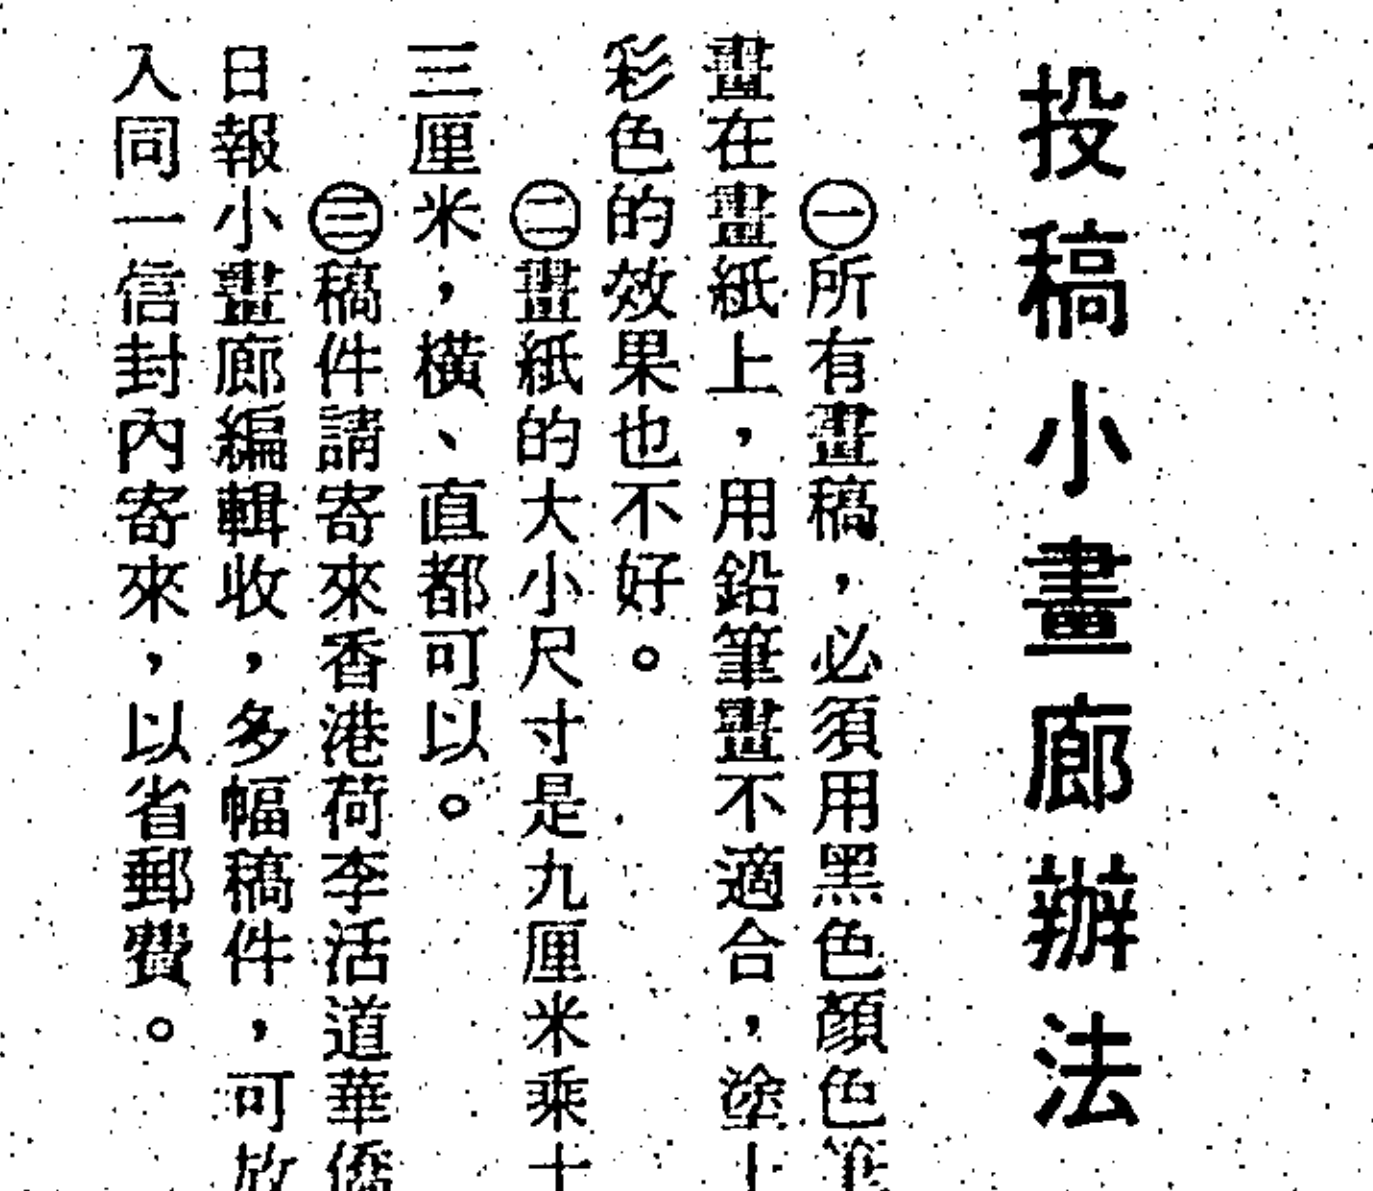 投稿小畫廊辦法
㊀所有畫稿，必須用黑色顏色筆
畫在畫紙上，用鉛筆畫不適合，塗上
彩色的效果也不好。
㊁畫紙的大小尺寸是九厘米乘十
三厘米，橫、直都可以。
㊂稿件請寄來香港荷李活道華僑
日報小畫廊編輯收，多幅稿件，可放
入同一信封內寄來，以省郵費。